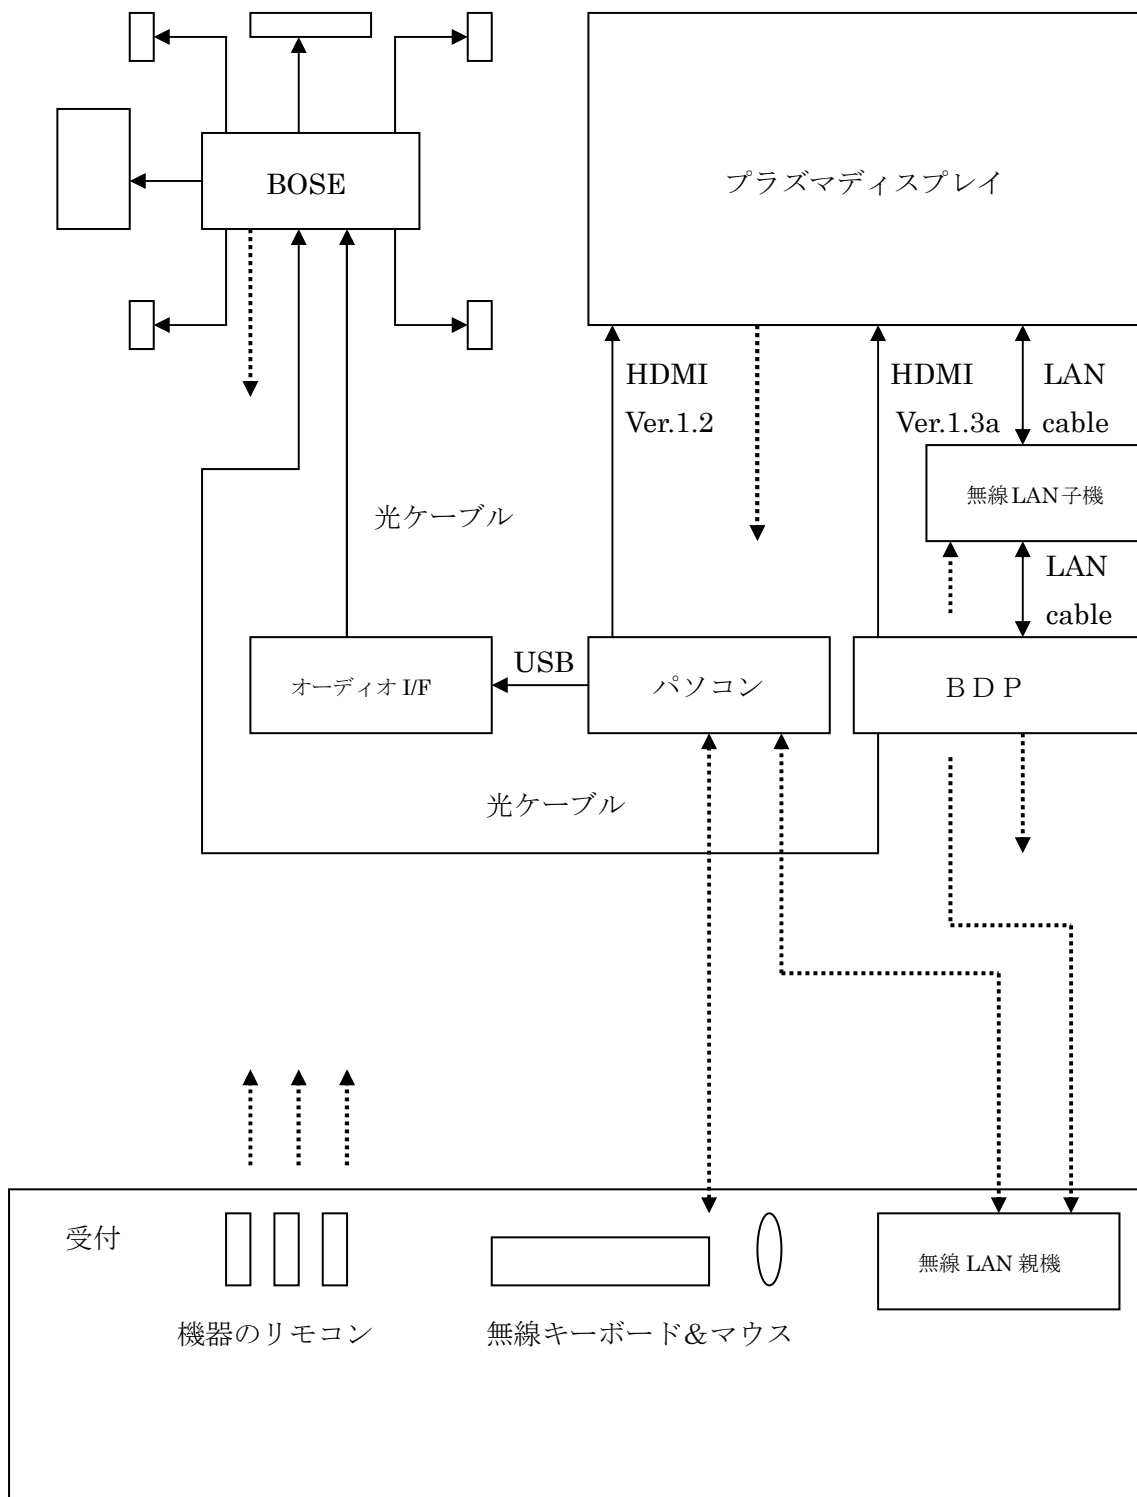 BOSE
プラズマディスプレイ
HDMI
Ver.1.2
HDMI
Ver.1.3a
LAN
cable
無線 LAN 子機
光ケーブル
LAN
cable
オーディオ I/F
USB
パソコン
ＢＤＰ
光ケーブル
受付
無線 LAN 親機
機器のリモコン
無線キーボード＆マウス